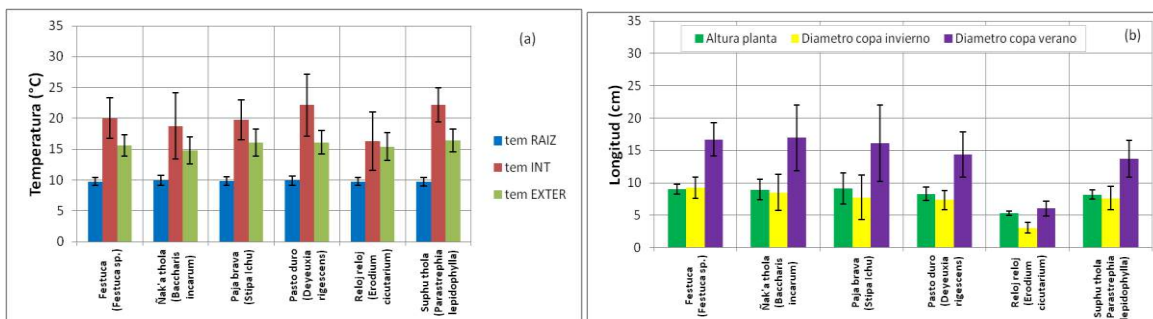 35
30
25
20
15
10
5
0
Temperatura (°C)
(a)
tem RAIZ
tem INT
tem EXTER
Festuca
(Festuca sp.)
Ñak'a thola
(Baccharis
incarum)
Paja brava
(Stipa Ichu)
Pasto duro
(Deyeuxia
rigescens)
Reloj reloj
(Erodium
cicutarium)
Suphu thola
(Parastrephia
lepidophylla)
35
30
25
20
15
10
5
0
Longitud (cm)
Altura planta
Diametro copa invierno
Diametro copa verano
(b)
Festuca
(Festuca sp.)
Ñak'a thola
(Baccharis
incarum)
Paja brava
(Stipa Ichu)
Pasto duro
(Deyeuxia
rigescens)
Reloj reloj
(Erodium
cicutarium)
Suphu thola
Parastrephia
lepidophylla)